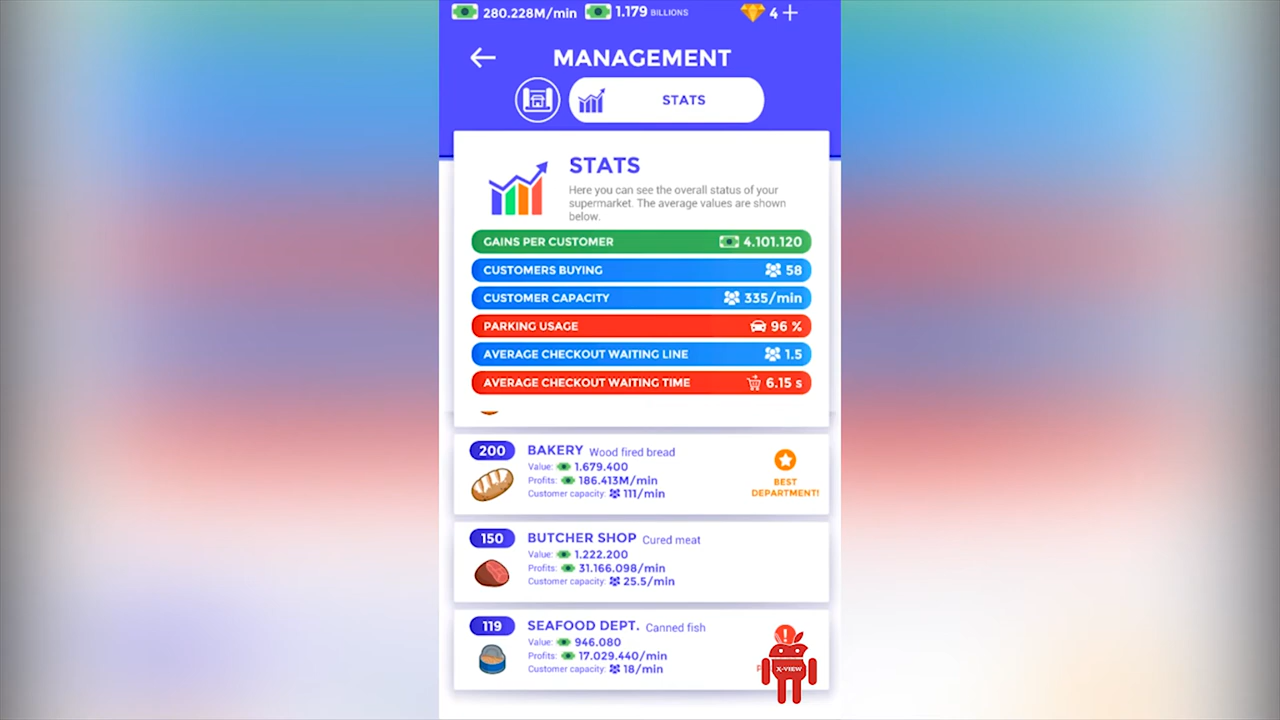 280.228M/min 1.179 BILLIONS 4+
MANAGEMENT
STATS
STATS
Here you can see the overall status of your
supermarket. The average values are shown
below.
GAINS PER CUSTOMER 4.101.120
CUSTOMERS BUYING 58
CUSTOMER CAPACITY 335/min
PARKING USAGE 96 %
AVERAGE CHECKOUT WAITING LINE 1.5
AVERAGE CHECKOUT WAITING TIME 6.15 s
200 BAKERY Wood fired bread
Value: 1.679.400
Profits: 186.413M/min
Customer capacity: 111/min
BEST
DEPARTMENT!
150 BUTCHER SHOP Cured meat
Value: 1.222.200
Profits: 31.166.098/min
Customer capacity: 25.5/min
119 SEAFOOD DEPT. Canned fish
Value: 946.080
Profits: 17.029.440/min
Customer capacity: 18/min
X-VIEW